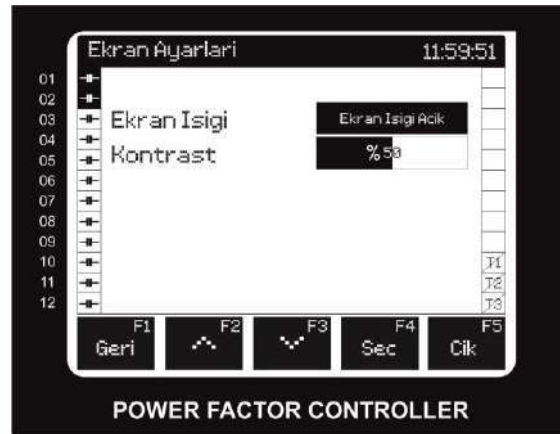 Ekran Ayarlari 11:59:51
01
02
03 Ekran Isigi Ekran Isigi Acik
04
05 Kontrast %50
06
07
08
09
10 T1
11 T2
12 T3
F1 F2 F3 F4 F5
Geri Sec Cik
POWER FACTOR CONTROLLER